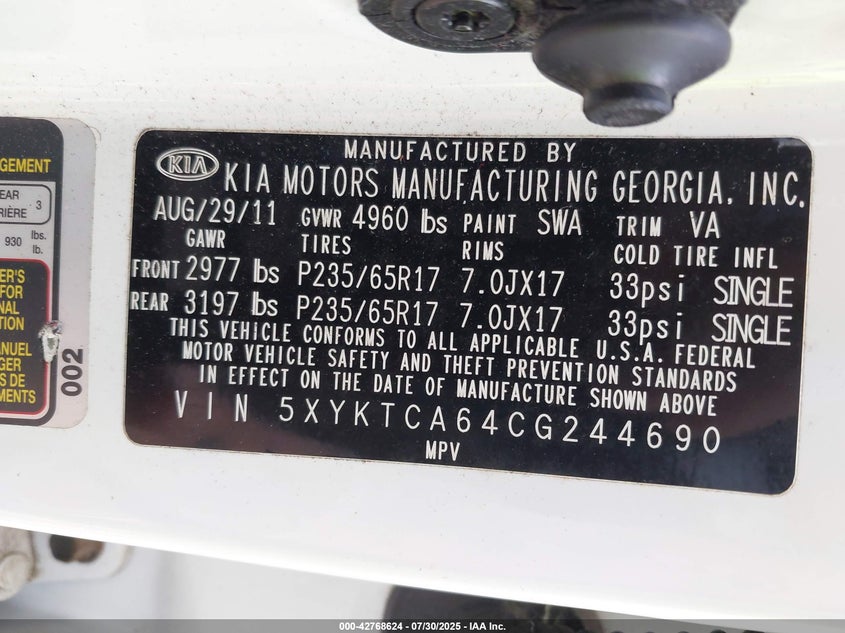 MANUFACTURED BY
KIA KIA MOTORS MANUFACTURING GEORGIA, INC.
AUG/29/11 GVWR 4960 lbs PAINT SWA TRIM VA
GAWR TIRES RIMS COLD TIRE INFL
FRONT 2977 lbs P235/65R17 7.0JX17 33psi SINGLE
REAR 3197 lbs P235/65R17 7.0JX17 33psi SINGLE
THIS VEHICLE CONFORMS TO ALL APPLICABLE U.S.A. FEDERAL
MOTOR VEHICLE SAFETY AND THEFT PREVENTION STANDARDS
IN EFFECT ON THE DATE OF MANUFACTURE SHOWN ABOVE
VIN 5XYKTCA64CG244690
MPV
GEMENT
EAR
RIÈRE 3
930 lbs.
lb.
ER'S
FOR
NAL
TION
ANUEL
GER
S DE
MENTS
002
000-42768624 | 07/30/2025 - IAA Inc.